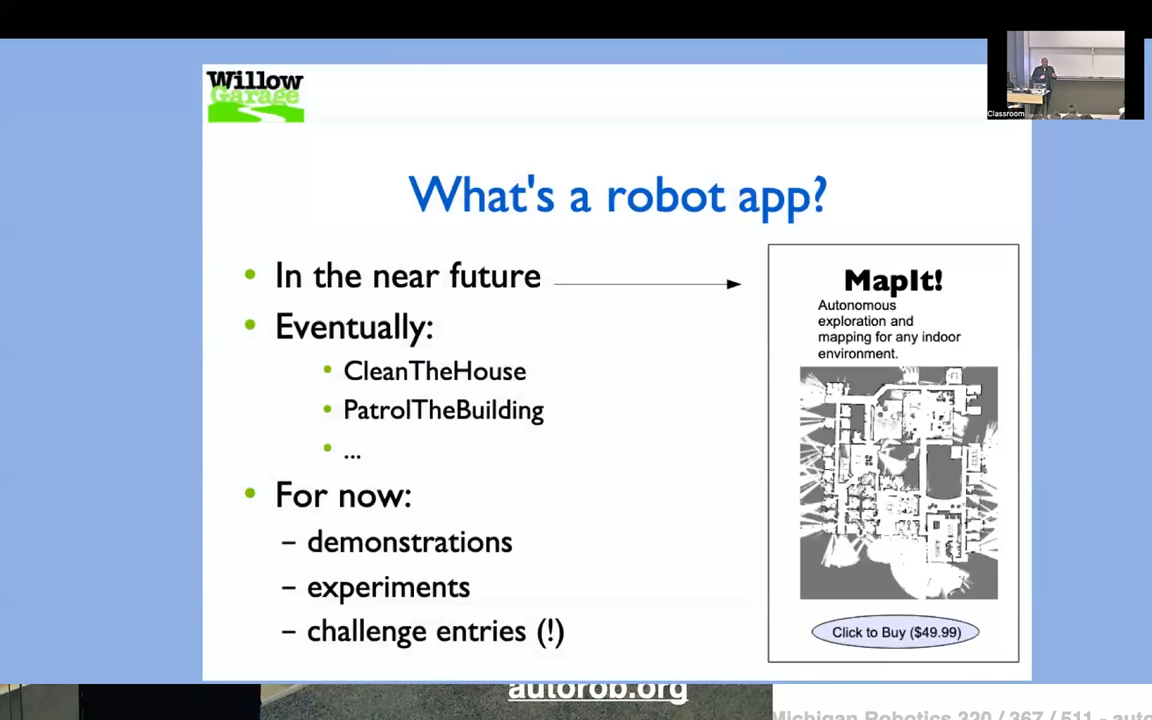 Willow
Garage
Classroom
What's a robot app?
• In the near future
• Eventually:
• CleanTheHouse
• PatrolTheBuilding
• ...
• For now:
– demonstrations
– experiments
– challenge entries (!)
MapIt!
Autonomous
exploration and
mapping for any indoor
environment.
Click to Buy ($49.99)
autorob.org
Michigan Robotics 320 / 367 / 511 - auto